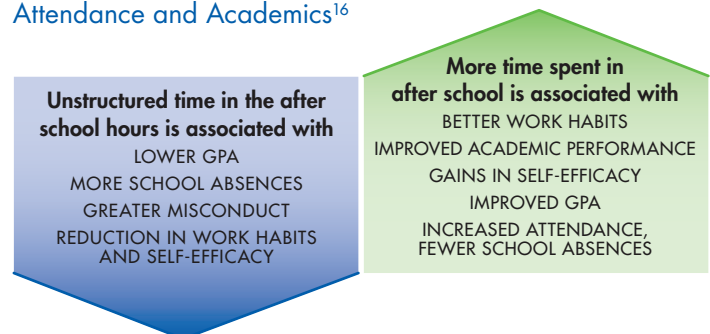 Attendance and Academics16
Unstructured time in the after
school hours is associated with
LOWER GPA
MORE SCHOOL ABSENCES
GREATER MISCONDUCT
REDUCTION IN WORK HABITS
AND SELF-EFFICACY
More time spent in
after school is associated with
BETTER WORK HABITS
IMPROVED ACADEMIC PERFORMANCE
GAINS IN SELF-EFFICACY
IMPROVED GPA
INCREASED ATTENDANCE,
FEWER SCHOOL ABSENCES